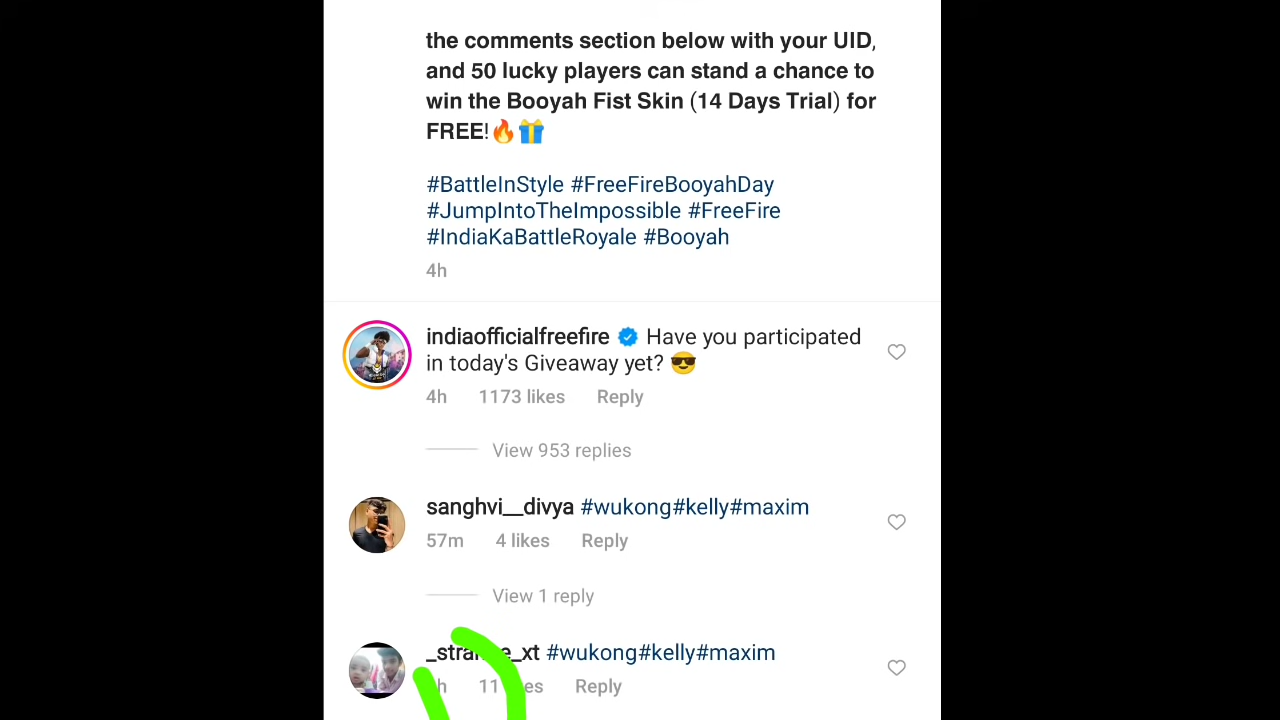 the comments section below with your UID,
and 50 lucky players can stand a chance to
win the Booyah Fist Skin (14 Days Trial) for
FREE!🔥🎁
#BattleInStyle #FreeFireBooyahDay
#JumpIntoTheImpossible #FreeFire
#IndiaKaBattleRoyale #Booyah
4h
indiaofficialfreefire Have you participated
in today's Giveaway yet? 😎
4h 1173 likes Reply
View 953 replies
sanghvi__divya #wukong#kelly#maxim
57m 4 likes Reply
View 1 reply
#wukong#kelly#maxim
Reply